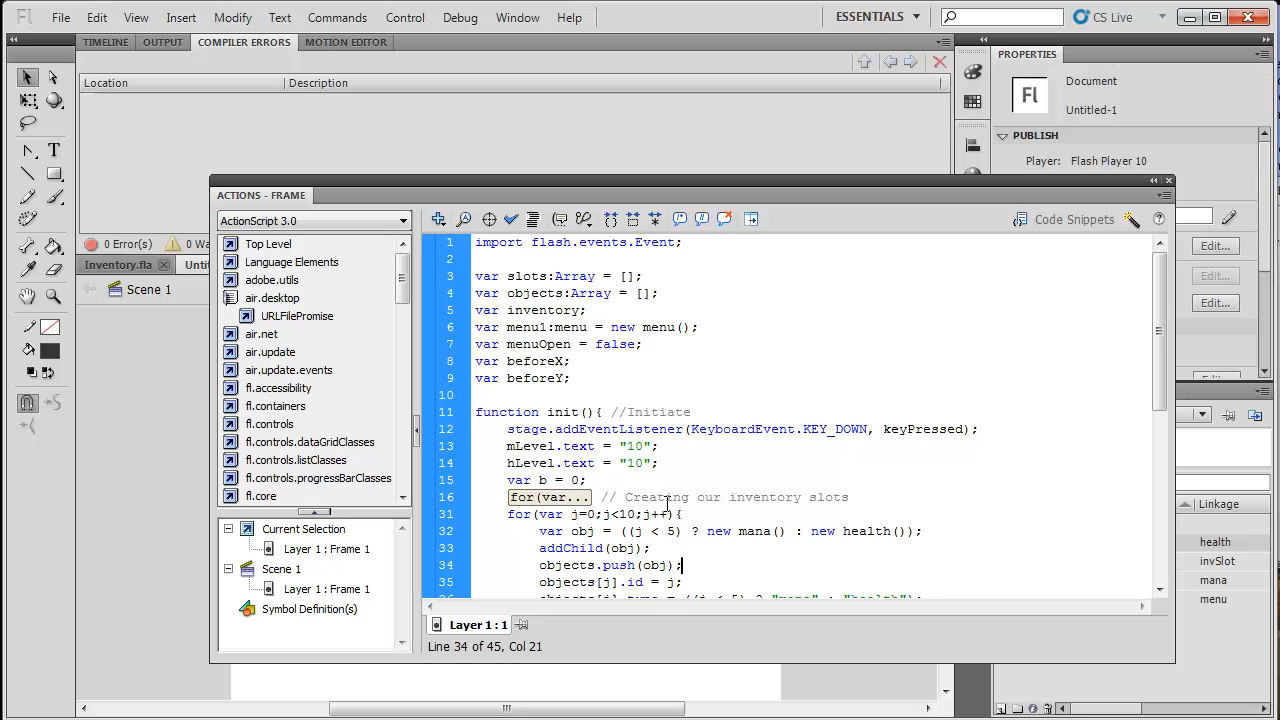 Fl File Edit View Insert Modify Text Commands Control Debug Window Help ESSENTIALS CS Live
TIMELINE OUTPUT COMPILER ERRORS MOTION EDITOR
Location Description
0 Error(s) 0 Wa
Inventory.fla Unti
Scene 1
PROPERTIES
Fl Document
Untitled-1
PUBLISH
Player: Flash Player 10
Edit...
Edit...
Edit...
Linkage
health
invSlot
mana
menu
ACTIONS - FRAME
ActionScript 3.0
Code Snippets
Top Level
Language Elements
adobe.utils
air.desktop
URLFilePromise
air.net
air.update
air.update.events
fl.accessibility
fl.containers
fl.controls
fl.controls.dataGridClasses
fl.controls.listClasses
fl.controls.progressBarClasses
fl.core
Current Selection
Layer 1 : Frame 1
Scene 1
Layer 1 : Frame 1
Symbol Definition(s)
1 import flash.events.Event;
2
3 var slots:Array = [];
4 var objects:Array = [];
5 var inventory;
6 var menu1:menu = new menu();
7 var menuOpen = false;
8 var beforeX;
9 var beforeY;
10
11 function init(){ //Initiate
12 stage.addEventListener(KeyboardEvent.KEY_DOWN, keyPressed);
13 mLevel.text = "10";
14 hLevel.text = "10";
15 var b = 0;
16 for(var... // Creating our inventory slots
31 for(var j=0;j<10;j++){
32 var obj = ((j < 5) ? new mana() : new health());
33 addChild(obj);
34 objects.push(obj);
35 objects[j].id = j;
Layer 1 : 1
Line 34 of 45, Col 21